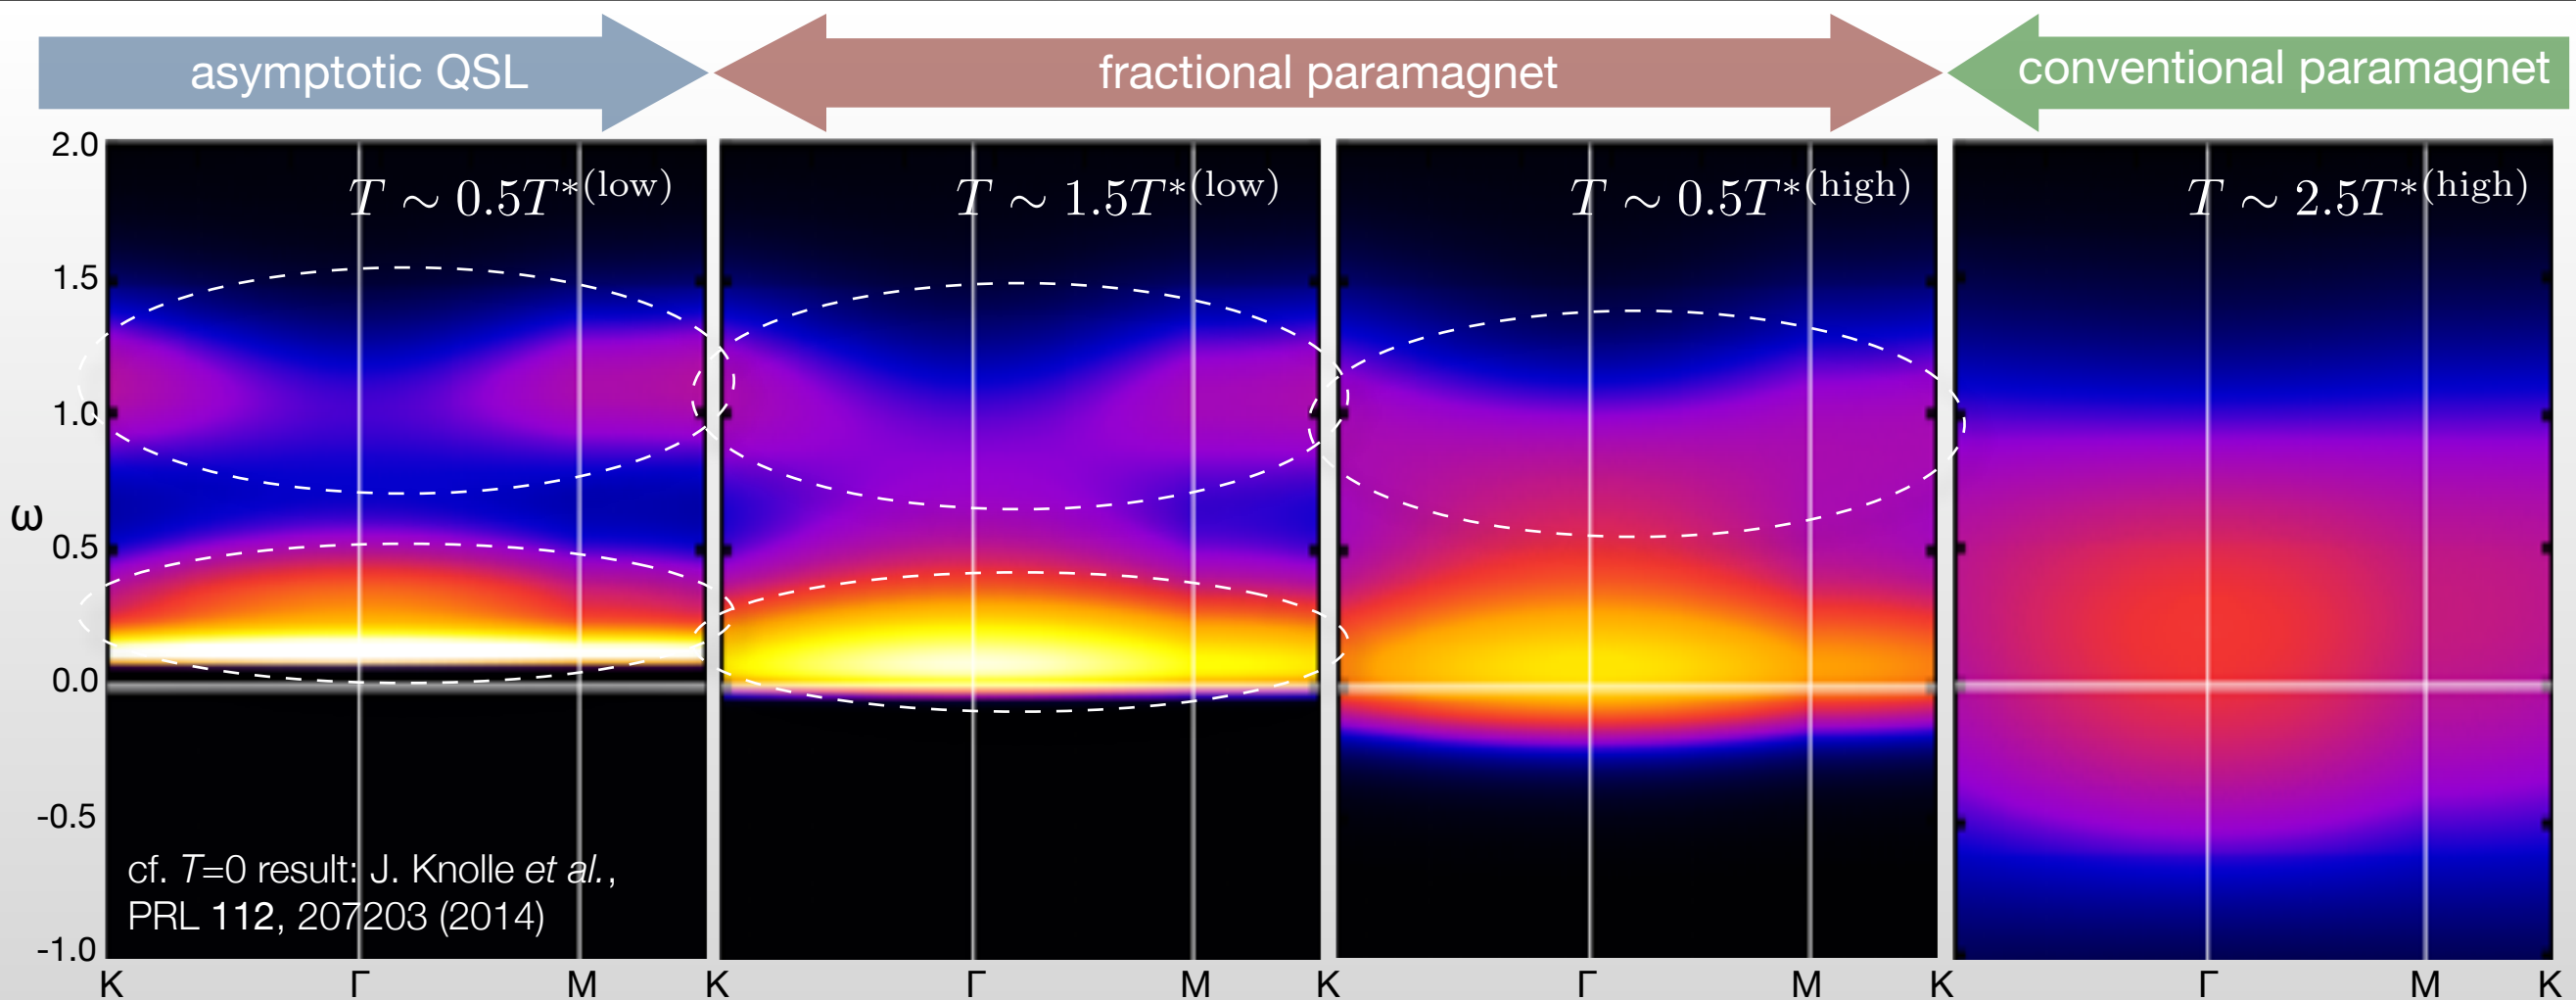 asymptotic QSL
fractional paramagnet
conventional paramagnet
2.0
1.5
1.0
0.5
0.0
-0.5
-1.0
ω
T ∼ 0.5T*(low)
T ∼ 1.5T*(low)
T ∼ 0.5T*(high)
T ∼ 2.5T*(high)
cf. T=0 result: J. Knolle et al.,
PRL 112, 207203 (2014)
K Γ M K Γ M K Γ M K Γ M K